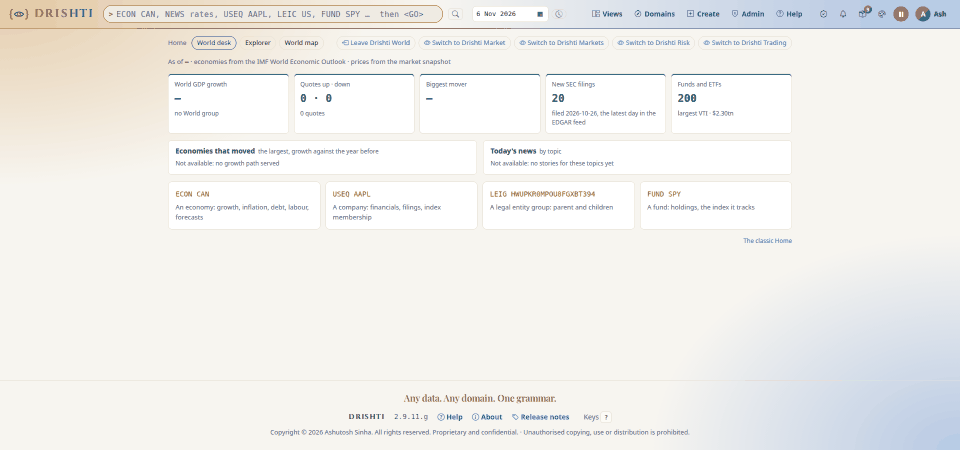 {👁} DRISHTI
> ECON CAN, NEWS rates, USEQ AAPL, LEIC US, FUND SPY … then <GO>
6 Nov 2026
Views
Domains
Create
Admin
Help
A
Ash
Home
World desk
Explorer
World map
Leave Drishti World
Switch to Drishti Market
Switch to Drishti Markets
Switch to Drishti Risk
Switch to Drishti Trading
As of — · economies from the IMF World Economic Outlook · prices from the market snapshot
World GDP growth
—
no World group
Quotes up · down
0 · 0
0 quotes
Biggest mover
—
New SEC filings
20
filed 2026-10-26, the latest day in the
EDGAR feed
Funds and ETFs
200
largest VTI · $2.30tn
Economies that moved the largest, growth against the year before
Not available: no growth path served
Today's news by topic
Not available: no stories for these topics yet
ECON CAN
An economy: growth, inflation, debt, labour,
forecasts
USEQ AAPL
A company: financials, filings, index
membership
LEIG HWUPKR0MPOU8FGXBT394
A legal entity group: parent and children
FUND SPY
A fund: holdings, the index it tracks
The classic Home
Any data. Any domain. One grammar.
DRISHTI 2.9.11.g Help About Release notes Keys ?
Copyright © 2026 Ashutosh Sinha. All rights reserved. Proprietary and confidential. · Unauthorised copying, use or distribution is prohibited.